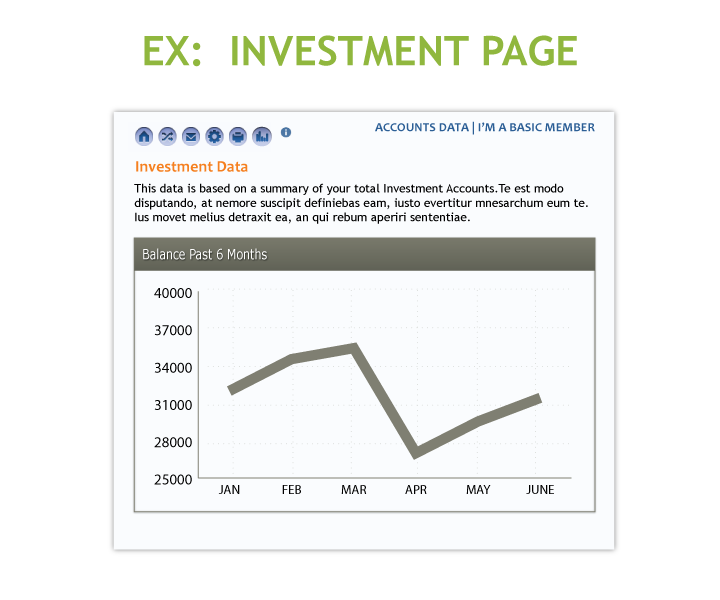 EX: INVESTMENT PAGE
ACCOUNTS DATA | I'M A BASIC MEMBER
Investment Data
This data is based on a summary of your total Investment Accounts.Te est modo
disputando, at nemore suscipit definiebas eam, iusto evertitur mnesarchum eum te.
Ius movet melius detraxit ea, an qui rebum aperiri sententiae.
Balance Past 6 Months
40000
37000
34000
31000
28000
25000
JAN FEB MAR APR MAY JUNE